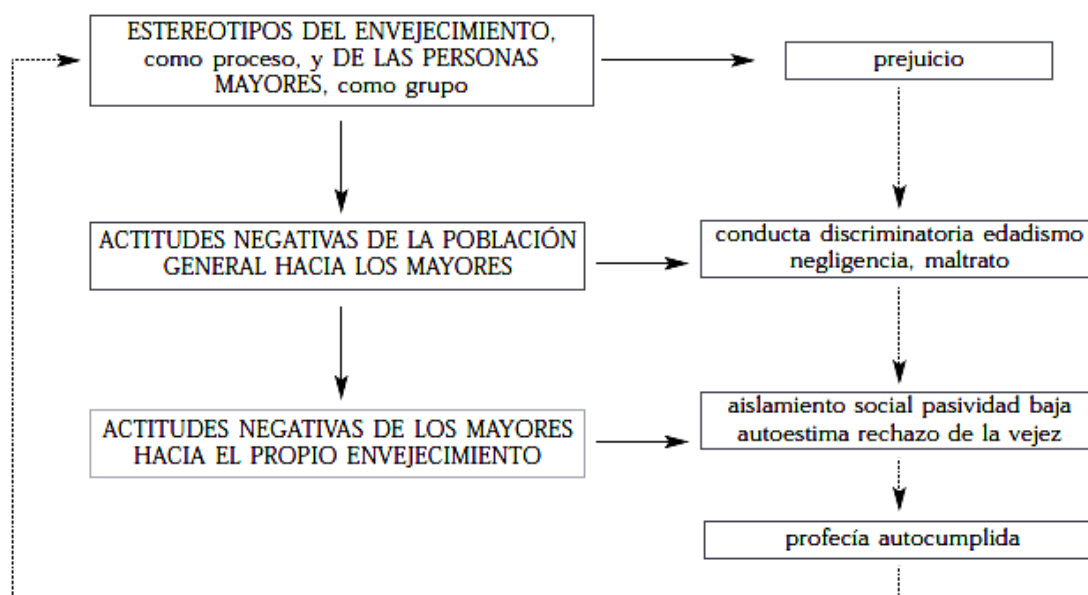 ESTEREOTIPOS DEL ENVEJECIMIENTO,
como proceso, y DE LAS PERSONAS
MAYORES, como grupo
prejuicio
ACTITUDES NEGATIVAS DE LA POBLACIÓN
GENERAL HACIA LOS MAYORES
conducta discriminatoria edadismo
negligencia, maltrato
ACTITUDES NEGATIVAS DE LOS MAYORES
HACIA EL PROPIO ENVEJECIMIENTO
aislamiento social pasividad baja
autoestima rechazo de la vejez
profecía autocumplida